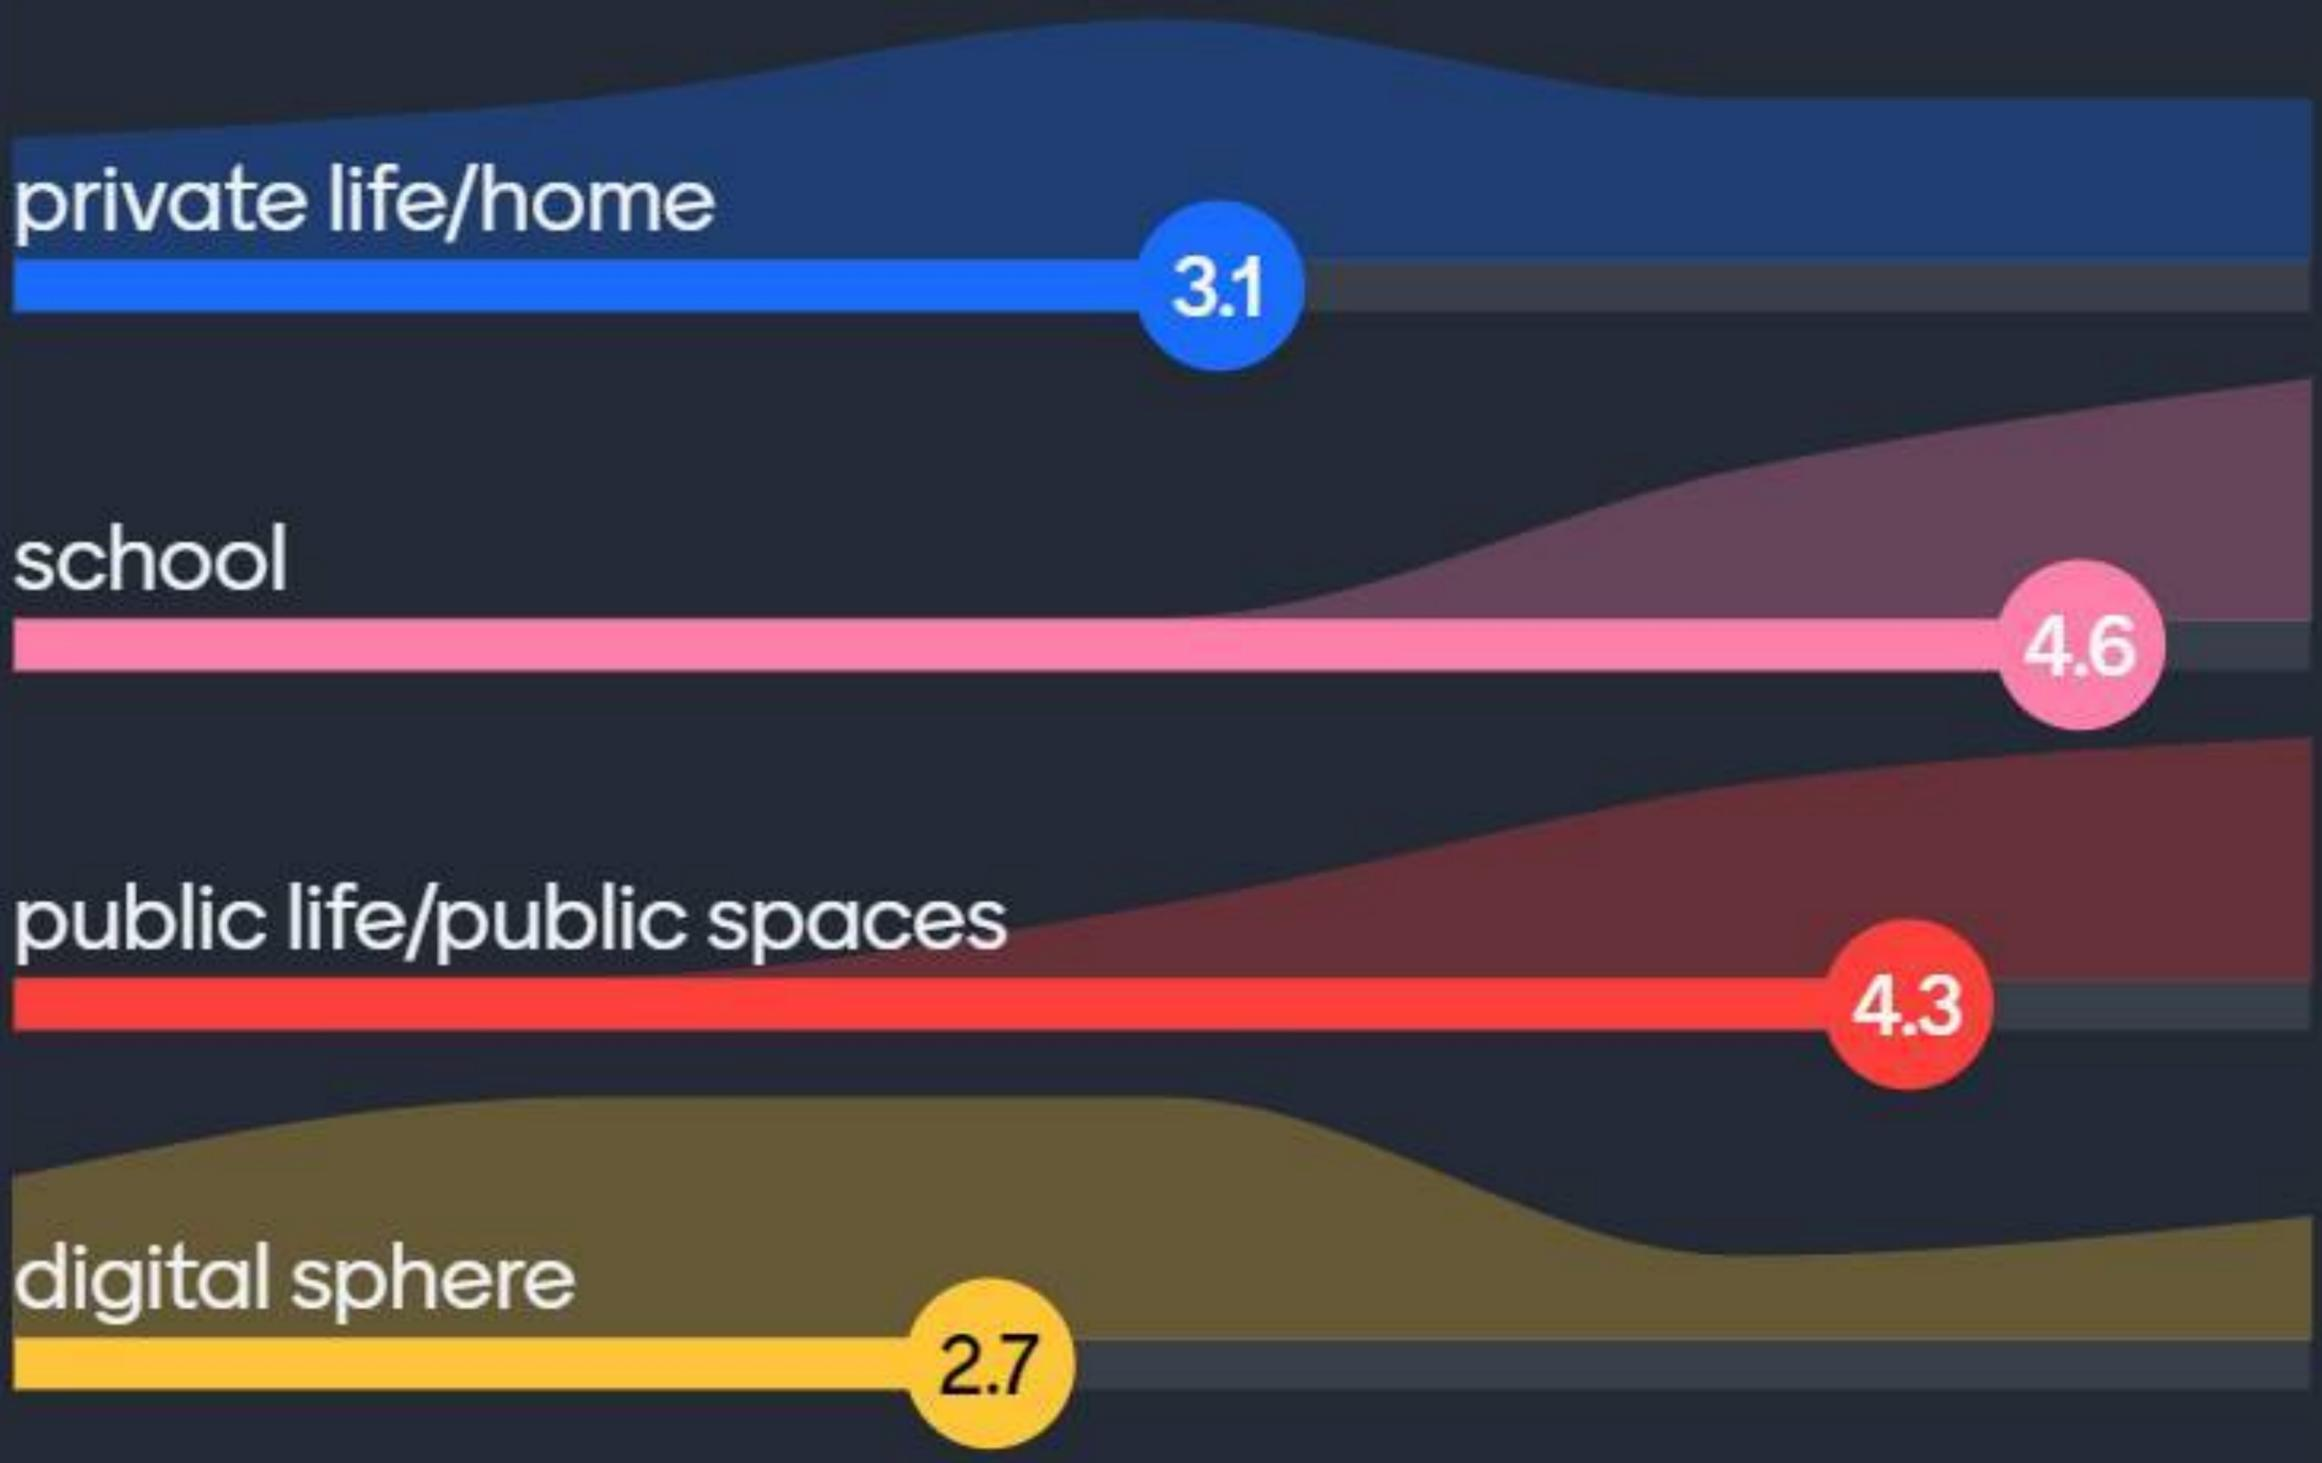 private life/home
3.1
school
4.6
public life/public spaces
4.3
digital sphere
2.7